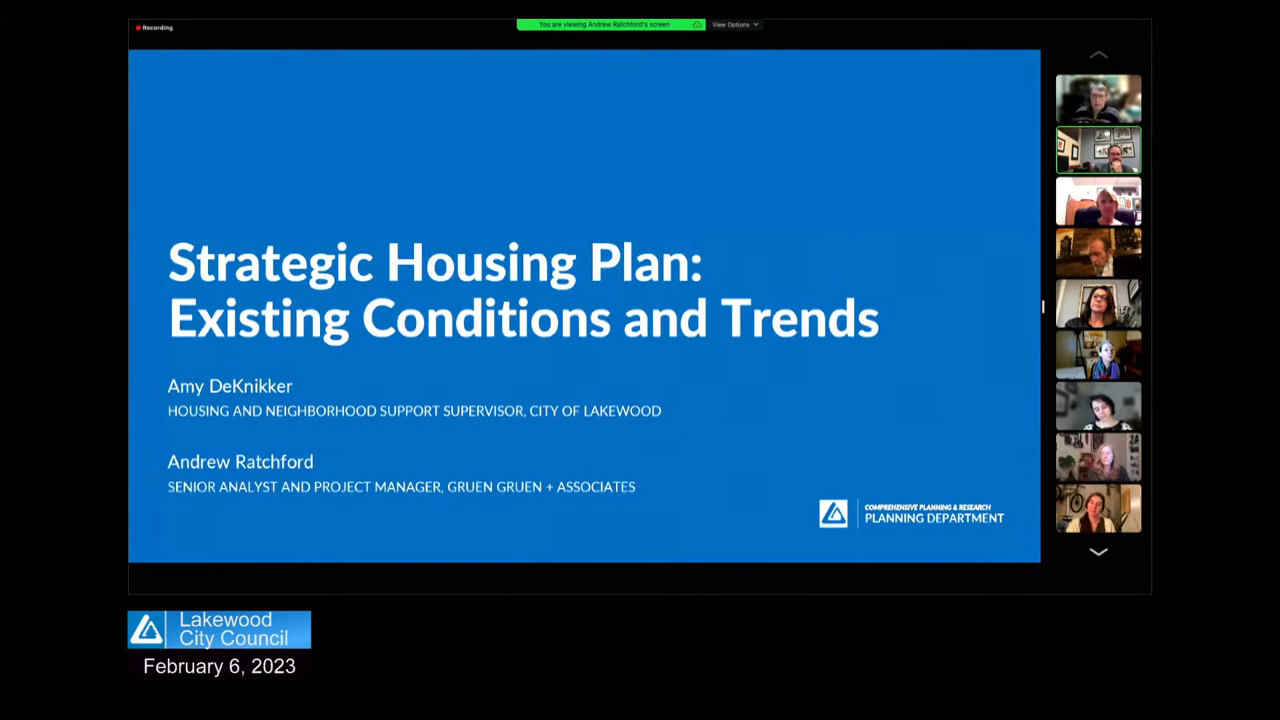 Recording
You are viewing Andrew Ratchford's screen
View Options
Strategic Housing Plan:
Existing Conditions and Trends
Amy DeKnikker
HOUSING AND NEIGHBORHOOD SUPPORT SUPERVISOR, CITY OF LAKEWOOD
Andrew Ratchford
SENIOR ANALYST AND PROJECT MANAGER, GRUEN GRUEN + ASSOCIATES
COMPREHENSIVE PLANNING & RESEARCH
PLANNING DEPARTMENT
Lakewood
City Council
February 6, 2023